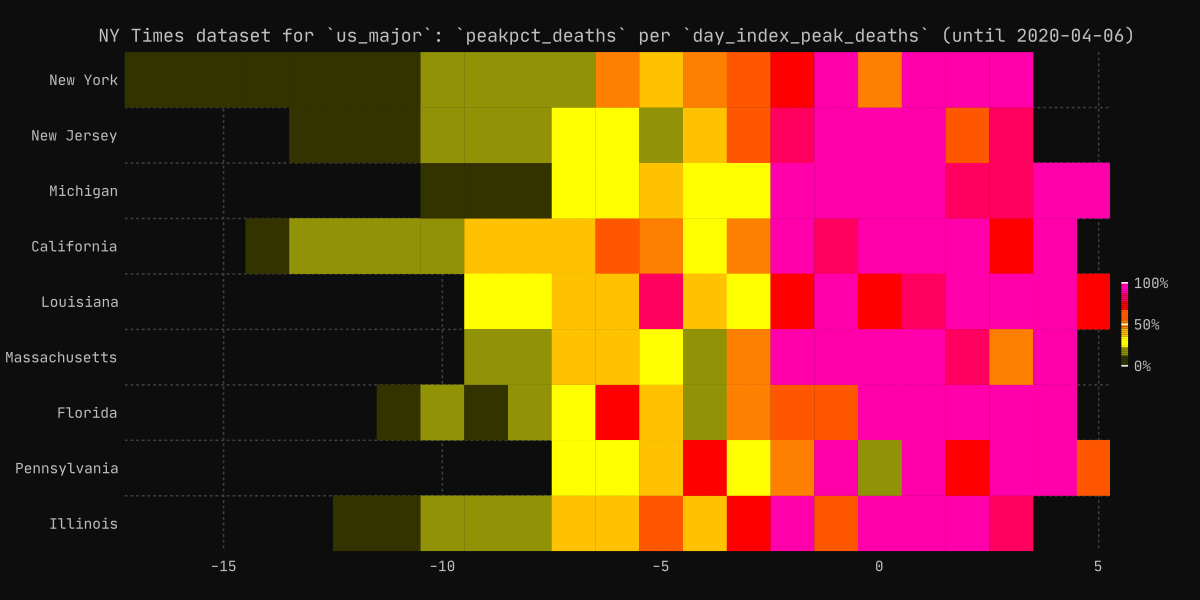 NY Times dataset for `us_major`: `peakpct_deaths` per `day_index_peak_deaths` (until 2020-04-06)
New York
New Jersey
Michigan
California
Louisiana
Massachusetts
Florida
Pennsylvania
Illinois
100%
50%
0%
-15
-10
-5
0
5